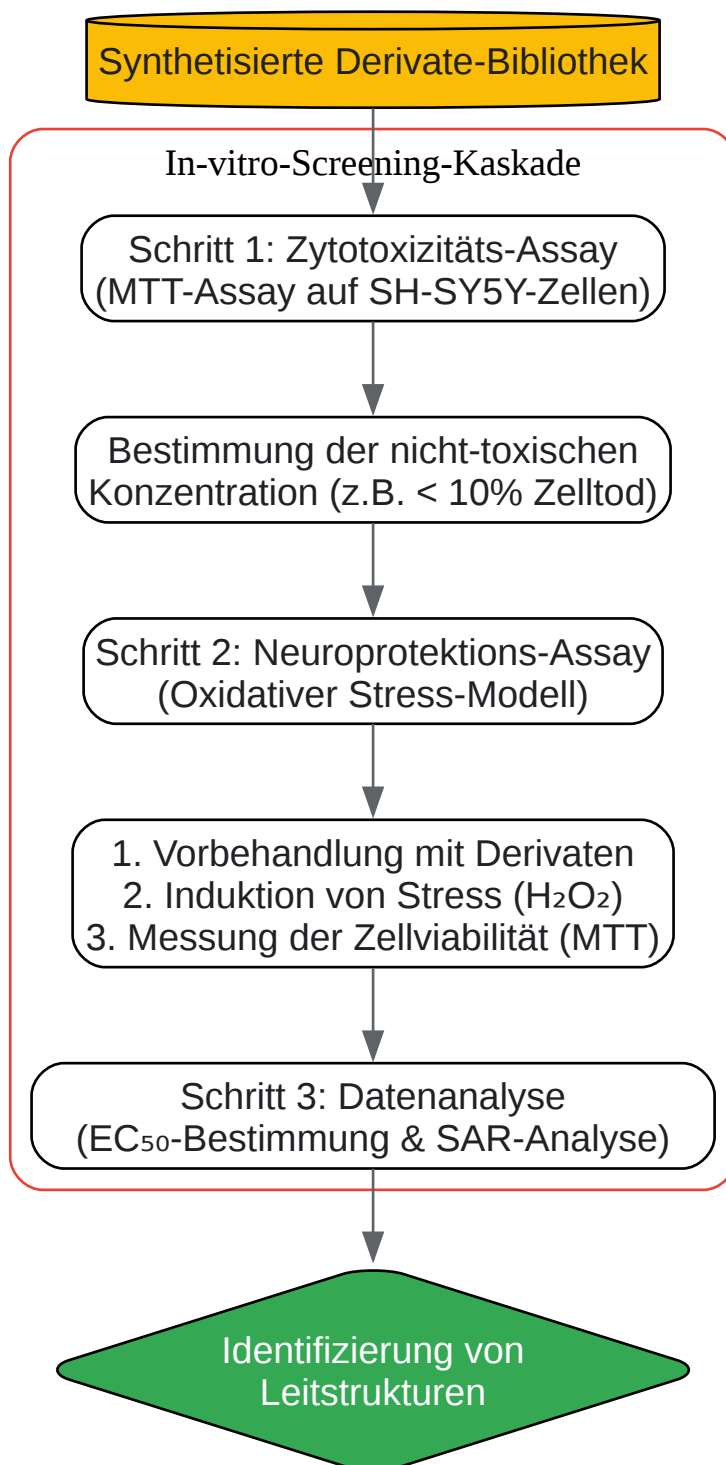 Synthetisierte Derivate-Bibliothek
In-vitro-Screening-Kaskade
Schritt 1: Zytotoxizitäts-Assay
(MTT-Assay auf SH-SY5Y-Zellen)
Bestimmung der nicht-toxischen
Konzentration (z.B. < 10% Zelltod)
Schritt 2: Neuroprotektions-Assay
(Oxidativer Stress-Modell)
1. Vorbehandlung mit Derivaten
2. Induktion von Stress (H₂O₂)
3. Messung der Zellviabilität (MTT)
Schritt 3: Datenanalyse
(EC₅₀-Bestimmung & SAR-Analyse)
Identifizierung von
Leitstrukturen